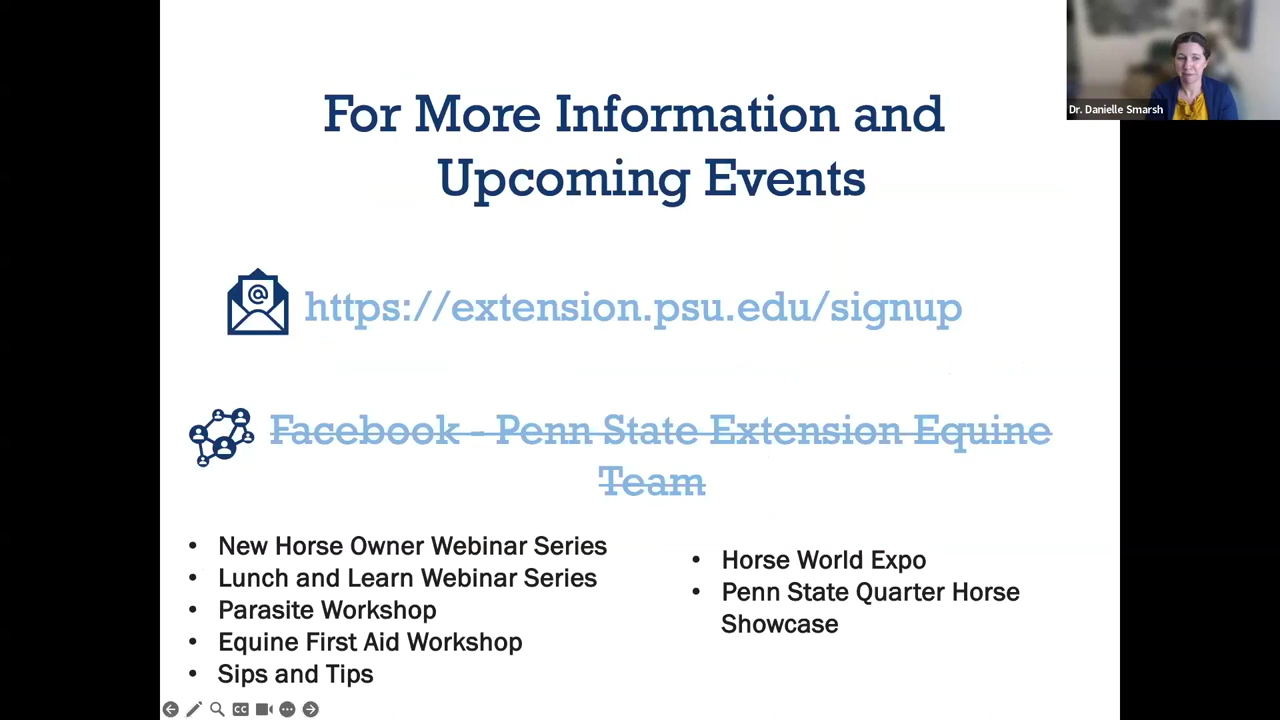 For More Information and
Upcoming Events
Dr. Danielle Smarsh
@ https://extension.psu.edu/signup
Facebook - Penn State Extension Equine
Team
• New Horse Owner Webinar Series
• Lunch and Learn Webinar Series
• Parasite Workshop
• Equine First Aid Workshop
• Sips and Tips
• Horse World Expo
• Penn State Quarter Horse
Showcase
CC